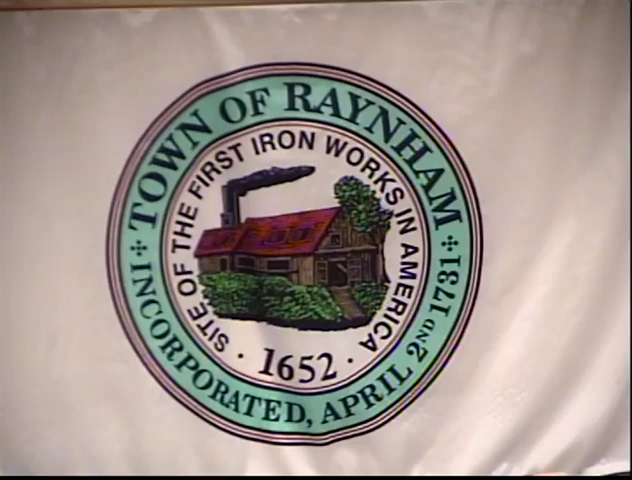 TOWN OF RAYNHAM
INCORPORATED, APRIL 2ND 1731
SITE OF THE FIRST IRON WORKS IN AMERICA
· 1652 ·